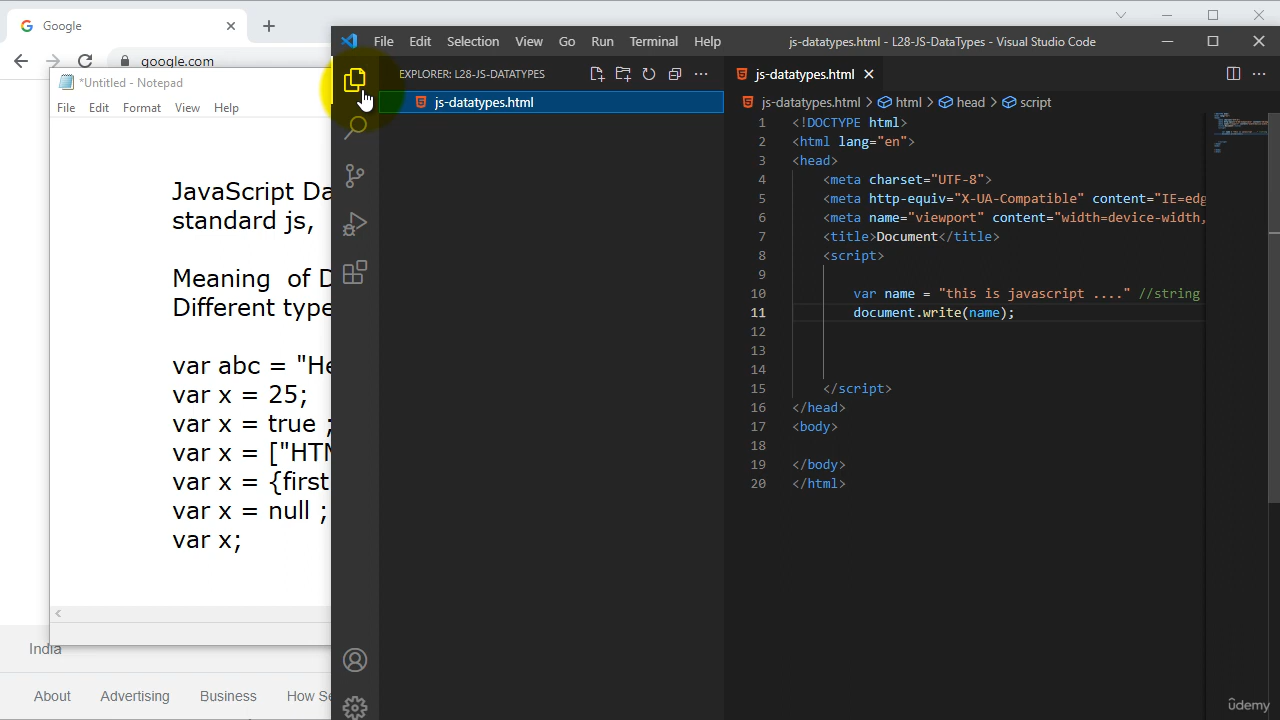 Google
google.com
*Untitled - Notepad
File Edit Format View Help
JavaScript Da
standard js,
Meaning of D
Different type
var abc = "He
var x = 25;
var x = true ;
var x = ["HTM
var x = {first
var x = null ;
var x;
India
About Advertising Business How Se
File Edit Selection View Go Run Terminal Help
js-datatypes.html - L28-JS-DataTypes - Visual Studio Code
EXPLORER: L28-JS-DATATYPES
js-datatypes.html
js-datatypes.html
js-datatypes.html > html > head > script
1 <!DOCTYPE html>
2 <html lang="en">
3 <head>
4 <meta charset="UTF-8">
5 <meta http-equiv="X-UA-Compatible" content="IE=edg
6 <meta name="viewport" content="width=device-width,
7 <title>Document</title>
8 <script>
9
10 var name = "this is javascript ...." //string
11 document.write(name);
12
13
14
15 </script>
16 </head>
17 <body>
18
19 </body>
20 </html>
ûdemy